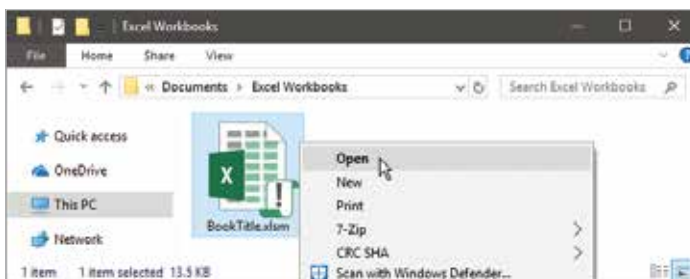 Excel Workbooks
File Home Share View
« Documents › Excel Workbooks Search Excel Workbooks
Quick access
OneDrive
This PC
Network
X
BookTitle.xlsm
Open
New
Print
7-Zip
CRC SHA
Scan with Windows Defender...
1 item 1 item selected 13.5 KB